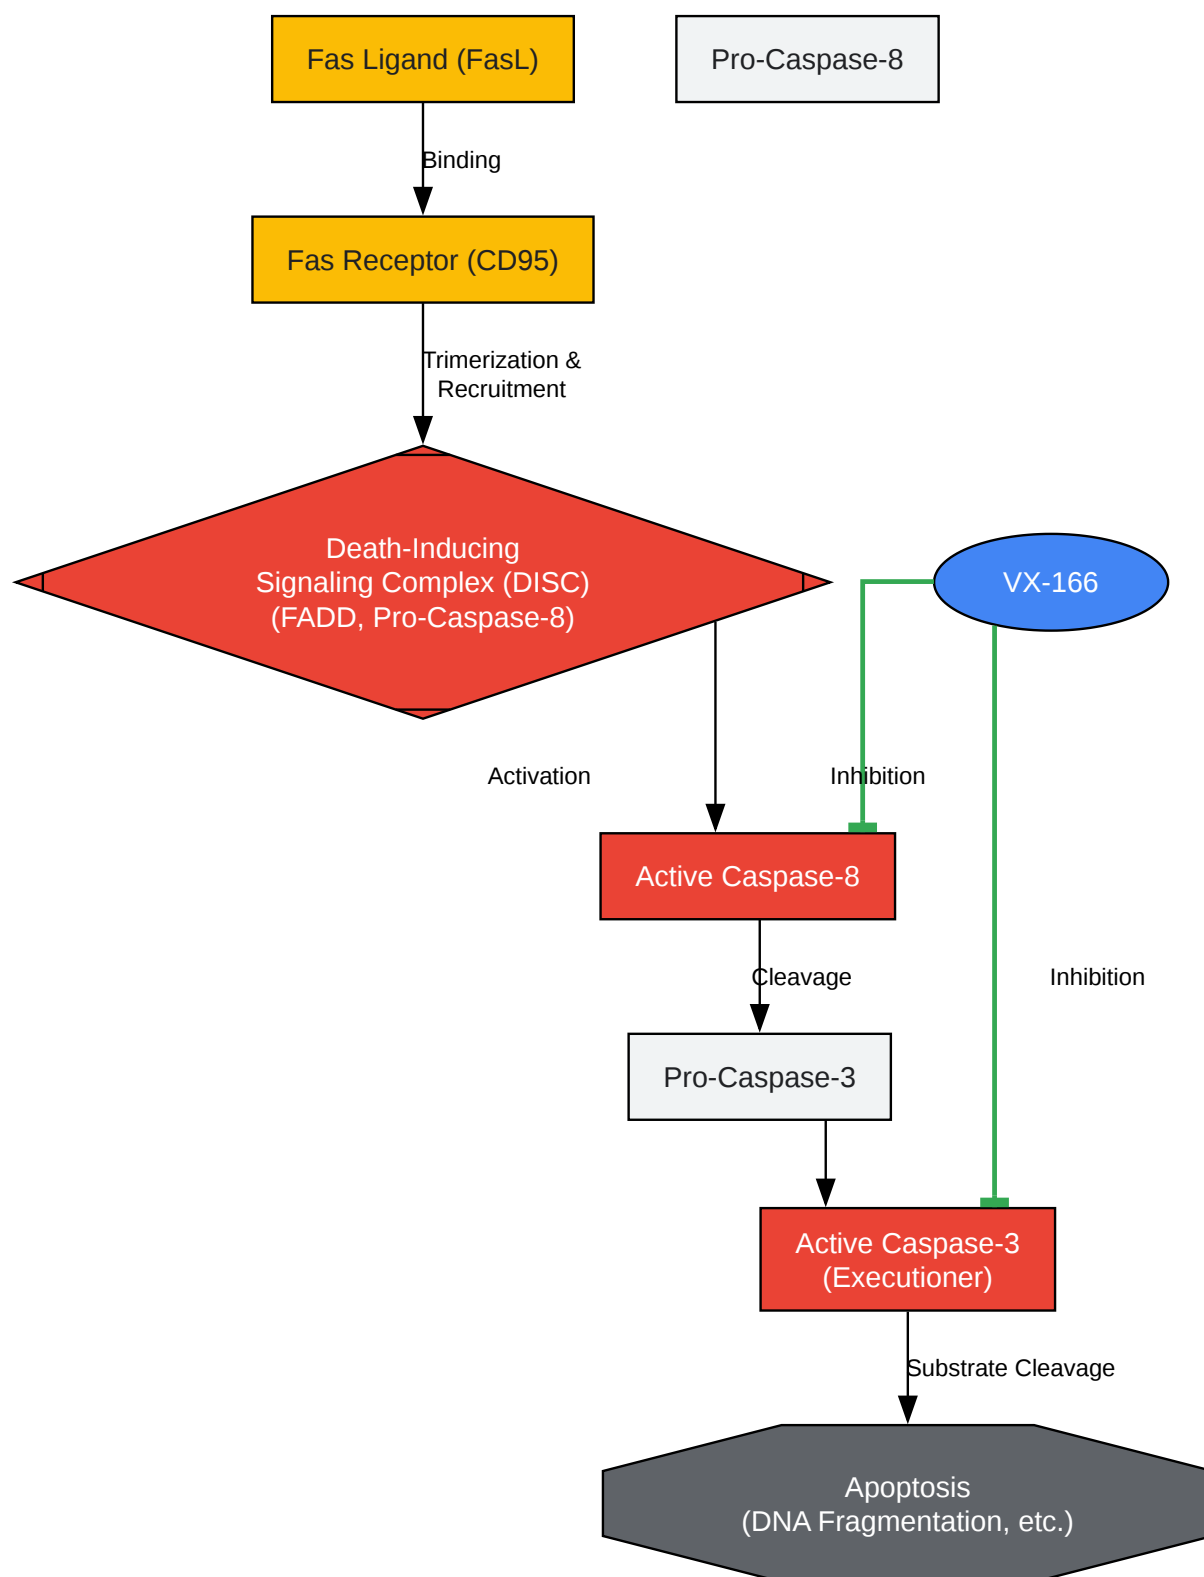 Fas Ligand (FasL)
Pro-Caspase-8
Binding
Fas Receptor (CD95)
Trimerization &
Recruitment
Death-Inducing
Signaling Complex (DISC)
(FADD, Pro-Caspase-8)
VX-166
Activation
Inhibition
Active Caspase-8
Cleavage
Inhibition
Pro-Caspase-3
Active Caspase-3
(Executioner)
Substrate Cleavage
Apoptosis
(DNA Fragmentation, etc.)